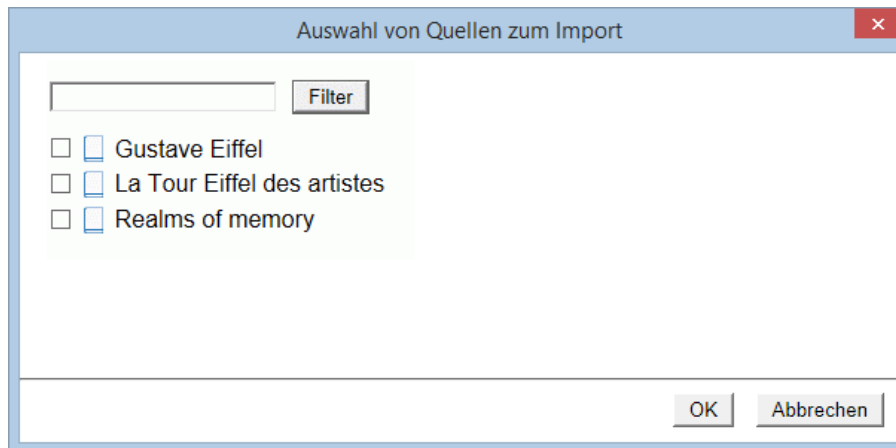 Auswahl von Quellen zum Import
Filter
Gustave Eiffel
La Tour Eiffel des artistes
Realms of memory
OK Abbrechen